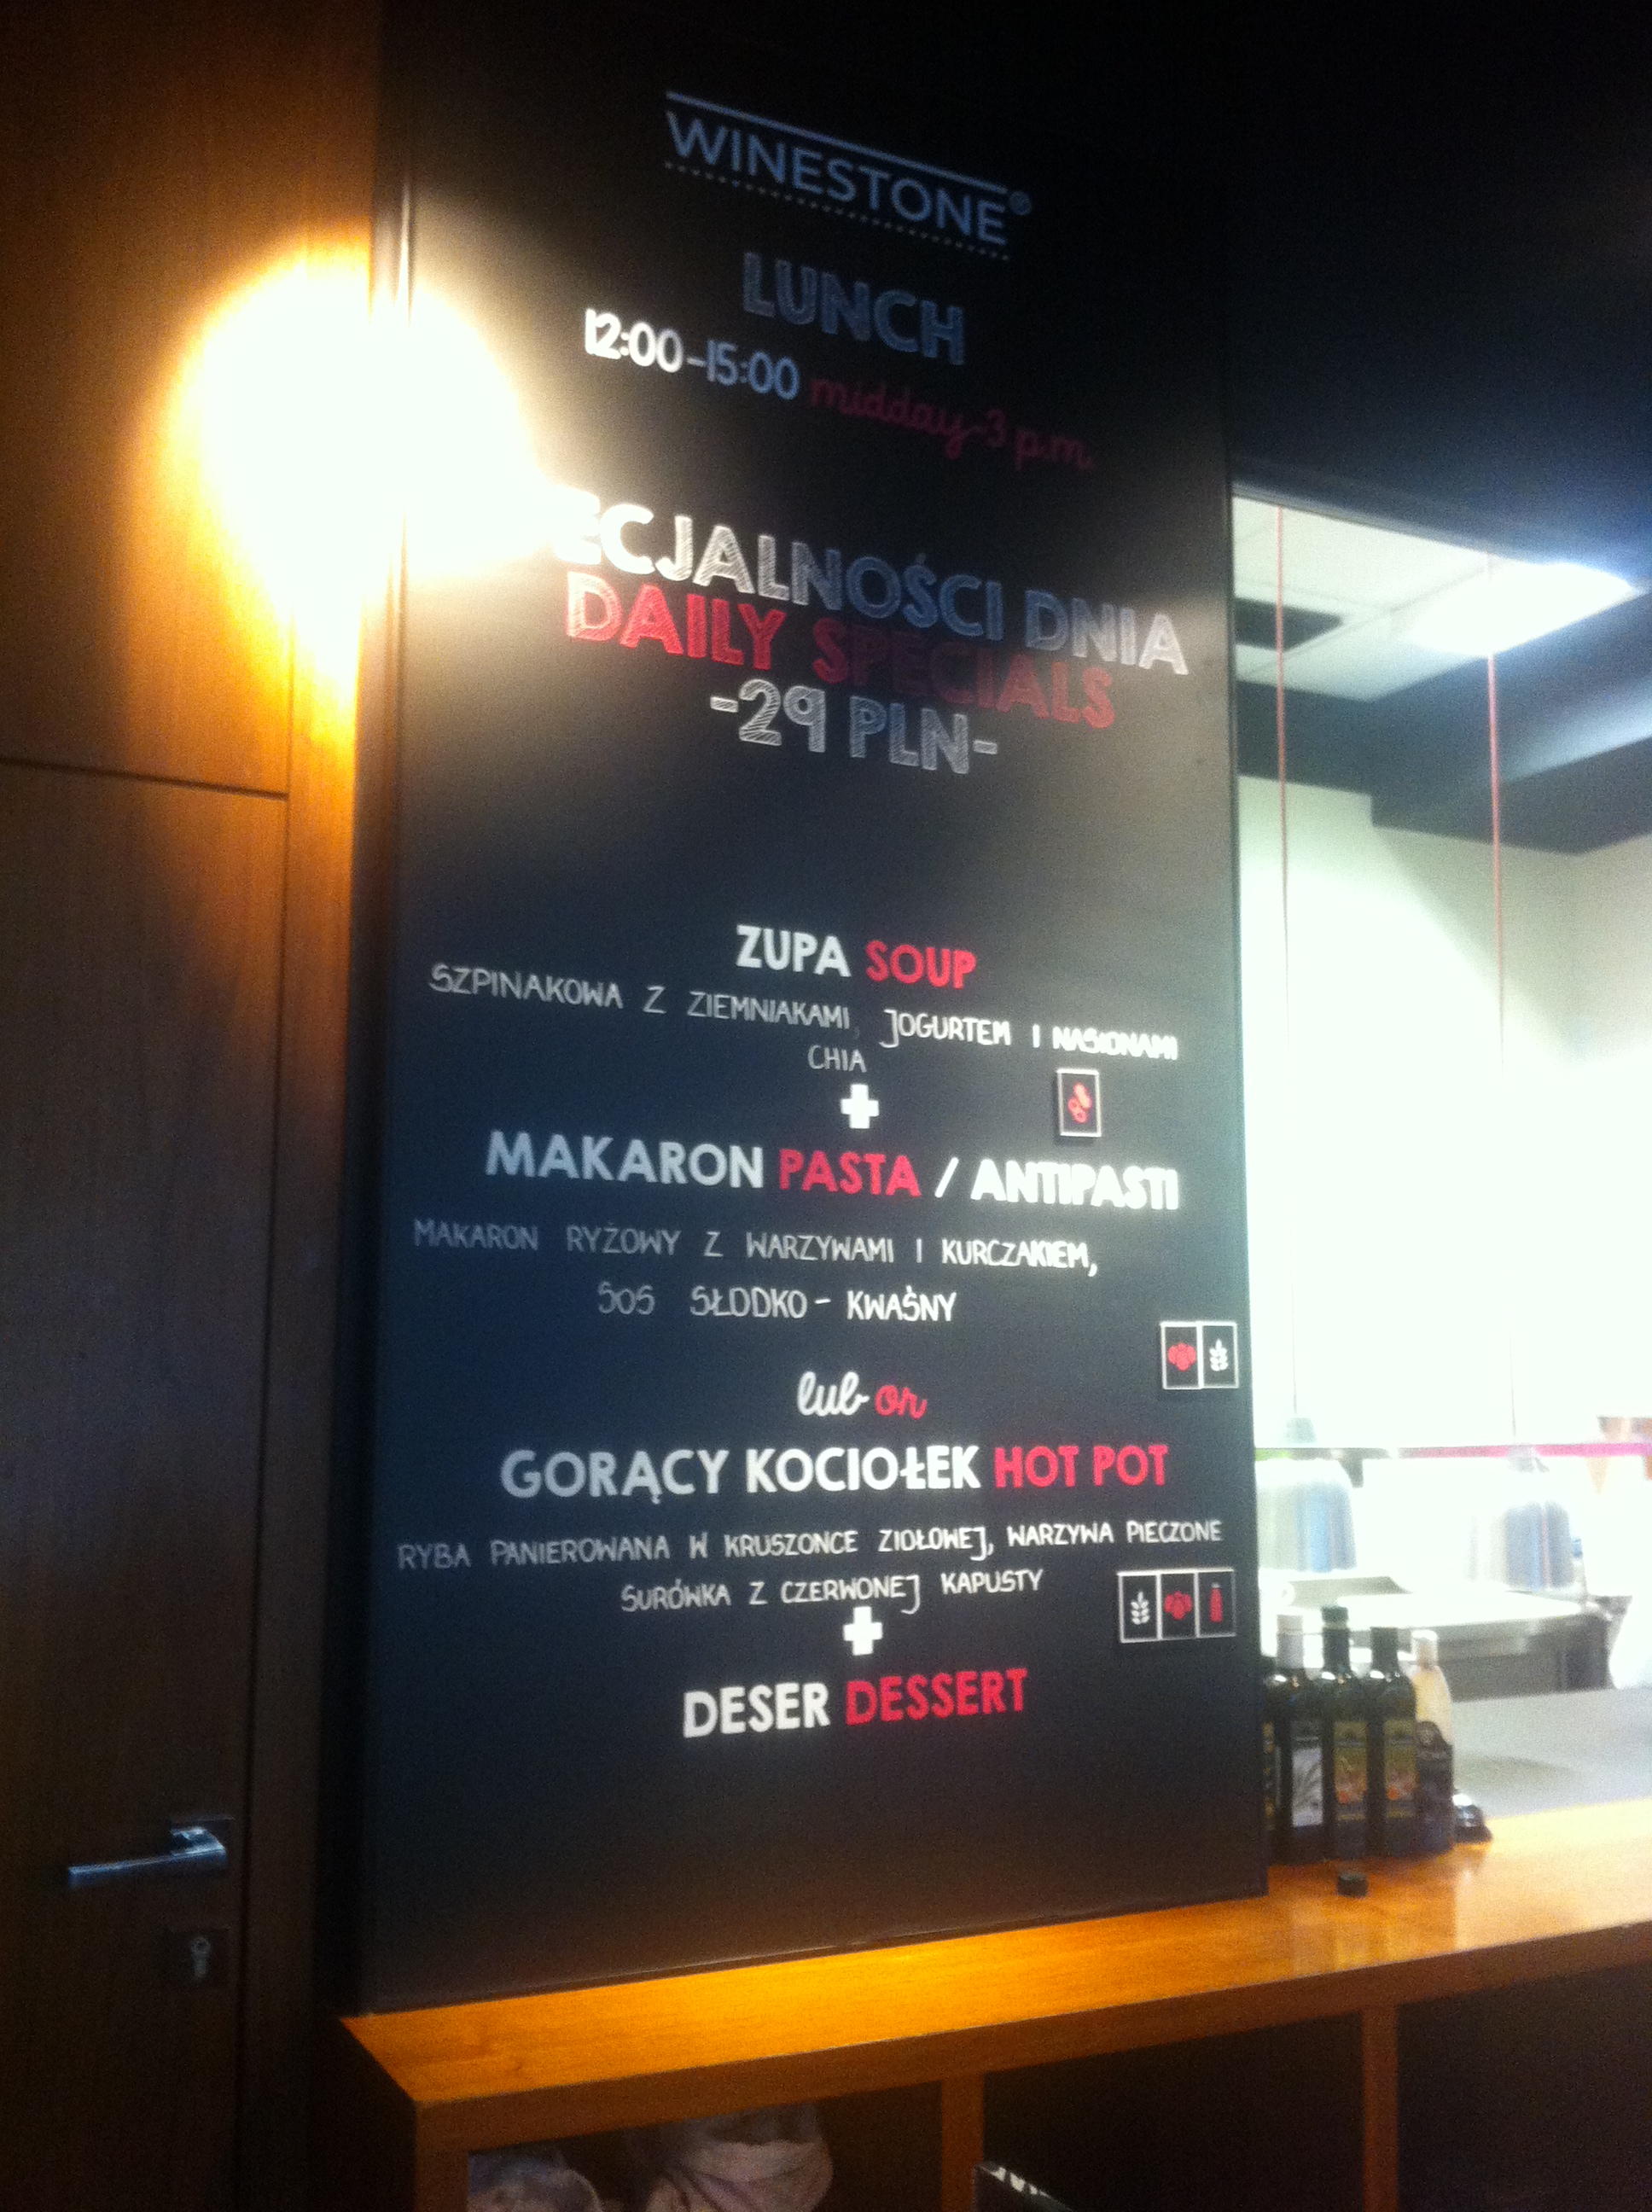 WINESTONE®
LUNCH
12:00-15:00 midday-3 p.m.
ECJALNOŚCI DNIA
DAILY SPECIALS
-29 PLN-
ZUPA SOUP
SZPINAKOWA Z ZIEMNIAKAMI, JOGURTEM I NASIONAMI
CHIA
+
MAKARON PASTA / ANTIPASTI
MAKARON RYŻOWY Z WARZYWAMI I KURCZAKIEM,
SOS SŁODKO - KWAŚNY
lub or
GORĄCY KOCIOŁEK HOT POT
RYBA PANIEROWANA W KRUSZONCE ZIOŁOWEJ, WARZYWA PIECZONE
SURÓWKA Z CZERWONEJ KAPUSTY
+
DESER DESSERT